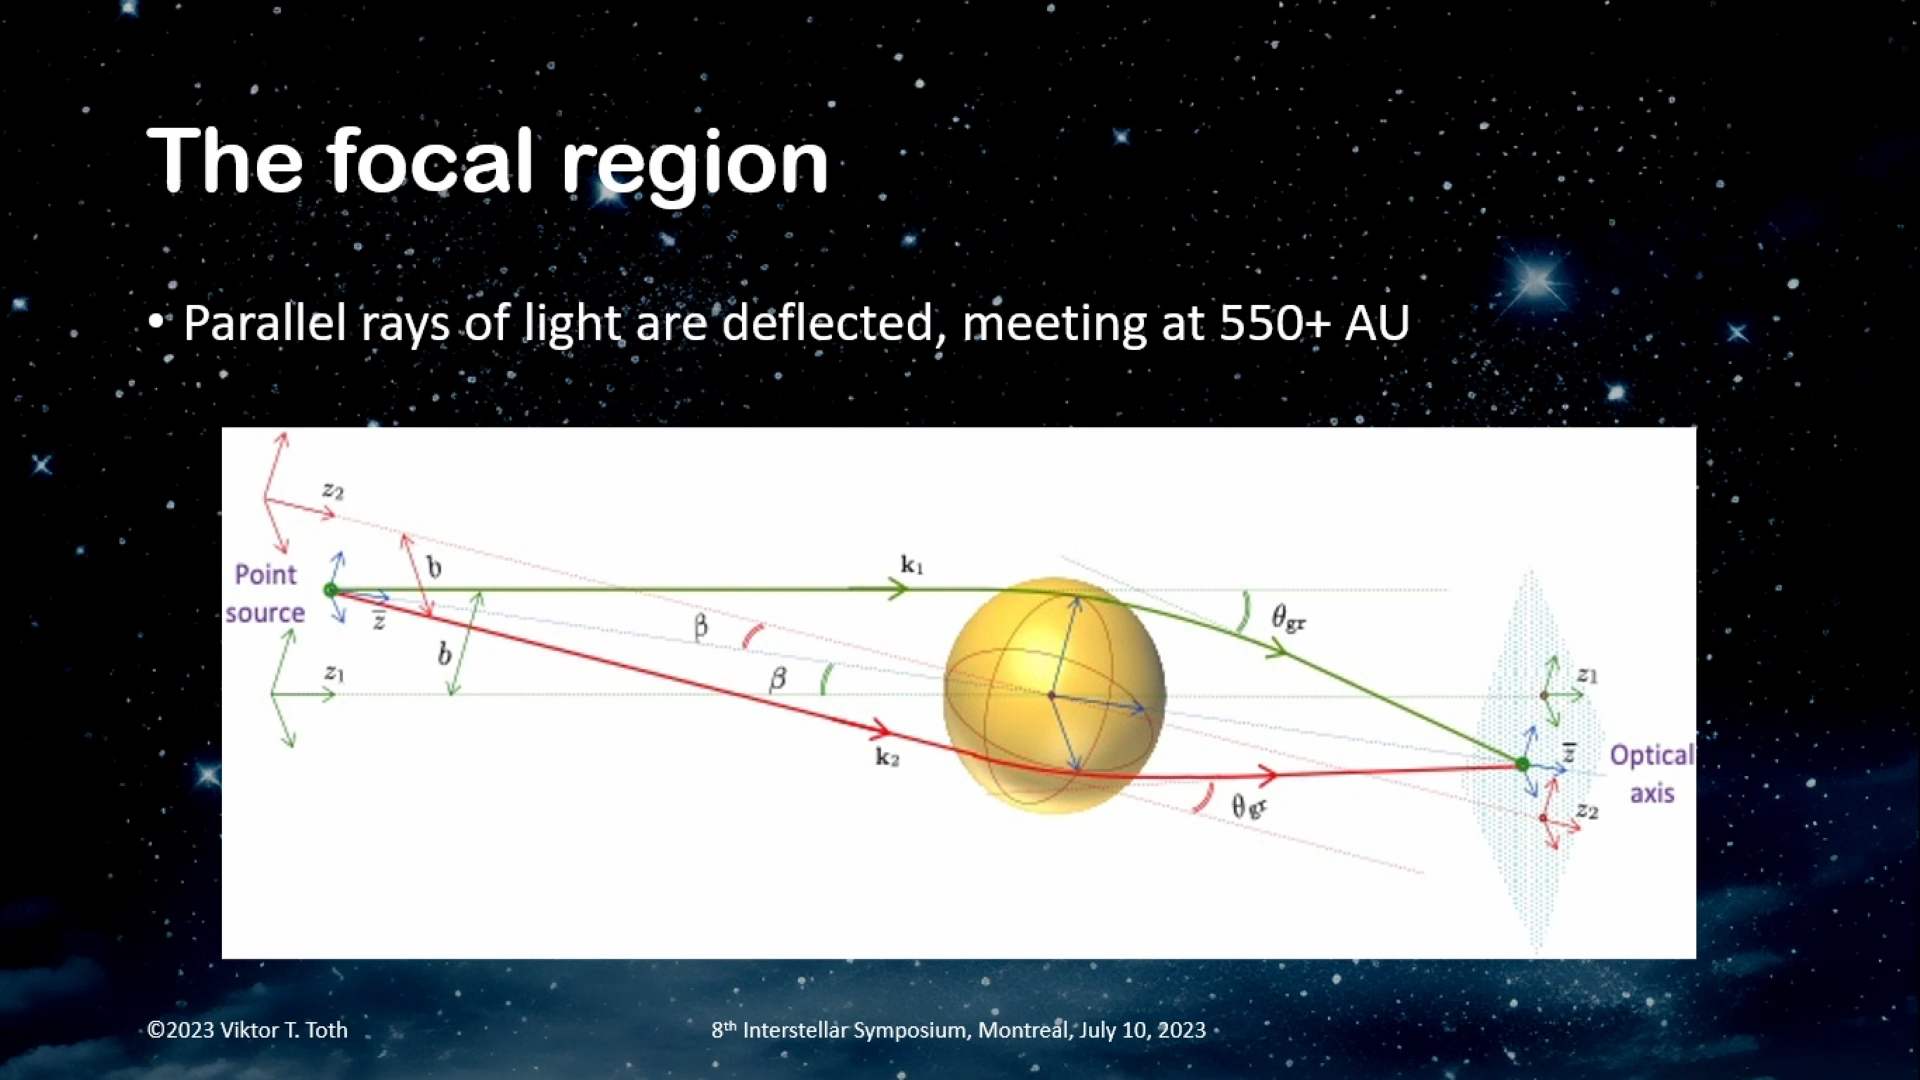 The focal region
• Parallel rays of light are deflected, meeting at 550+ AU
z₂
b
k₁
Point
source
z̅
β
θgr
b
z₁
β
z₁
k₂
z̅
Optical
axis
θgr
z₂
©2023 Viktor T. Toth
8th Interstellar Symposium, Montreal, July 10, 2023